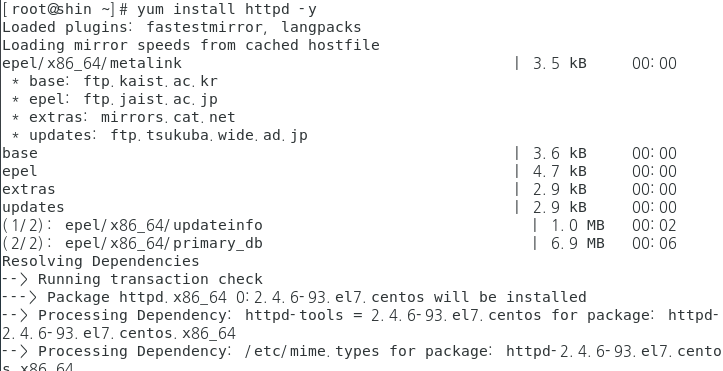 [root@shin ~]# yum install httpd -y
Loaded plugins: fastestmirror, langpacks
Loading mirror speeds from cached hostfile
epel/x86_64/metalink | 3.5 kB 00:00
* base: ftp.kaist.ac.kr
* epel: ftp.jaist.ac.jp
* extras: mirrors.cat.net
* updates: ftp.tsukuba.wide.ad.jp
base | 3.6 kB 00:00
epel | 4.7 kB 00:00
extras | 2.9 kB 00:00
updates | 2.9 kB 00:00
(1/2): epel/x86_64/updateinfo | 1.0 MB 00:02
(2/2): epel/x86_64/primary_db | 6.9 MB 00:06
Resolving Dependencies
--> Running transaction check
---> Package httpd.x86_64 0:2.4.6-93.el7.centos will be installed
--> Processing Dependency: httpd-tools = 2.4.6-93.el7.centos for package: httpd-
2.4.6-93.el7.centos.x86_64
--> Processing Dependency: /etc/mime.types for package: httpd-2.4.6-93.el7.cento
s.x86_64